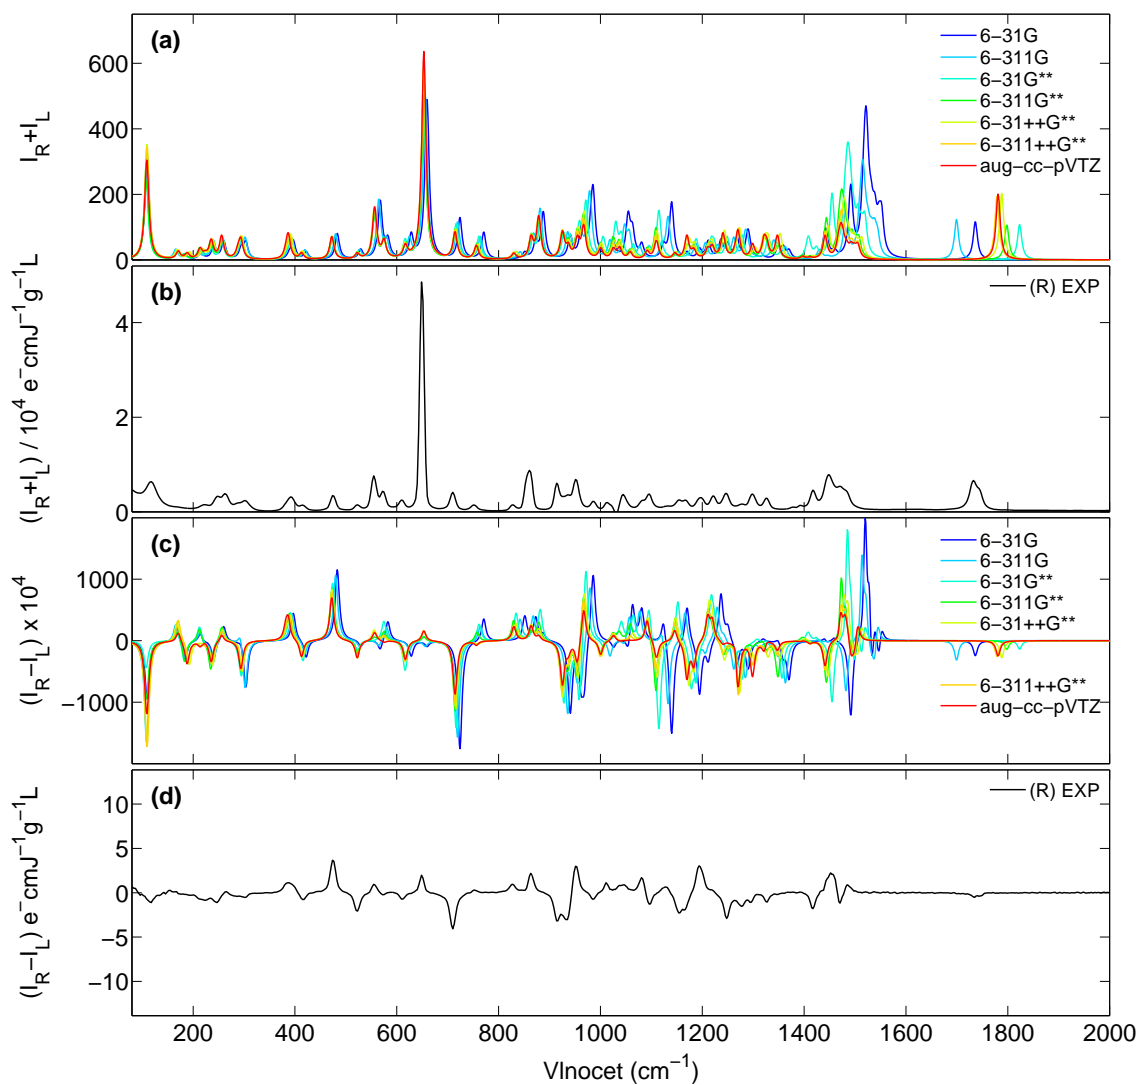 (a)
I_R+I_L
600
400
200
0
6−31G
6−311G
6−31G**
6−311G**
6−31++G**
6−311++G**
aug−cc−pVTZ
(b)
(I_R+I_L) / 10^4 e^−cmJ^−1g^−1L
4
2
0
(R) EXP
(c)
(I_R−I_L) x 10^4
1000
0
−1000
6−31G
6−311G
6−31G**
6−311G**
6−31++G**
6−311++G**
aug−cc−pVTZ
(d)
(I_R−I_L) e^−cmJ^−1g^−1L
10
5
0
−5
−10
(R) EXP
200 400 600 800 1000 1200 1400 1600 1800 2000
VInocet (cm^−1)